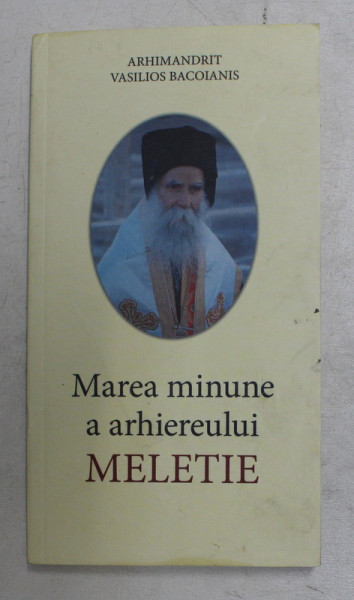 ARHIMANDRIT
VASILIOS BACOIANIS
Marea minune
a arhiereului
MELETIE